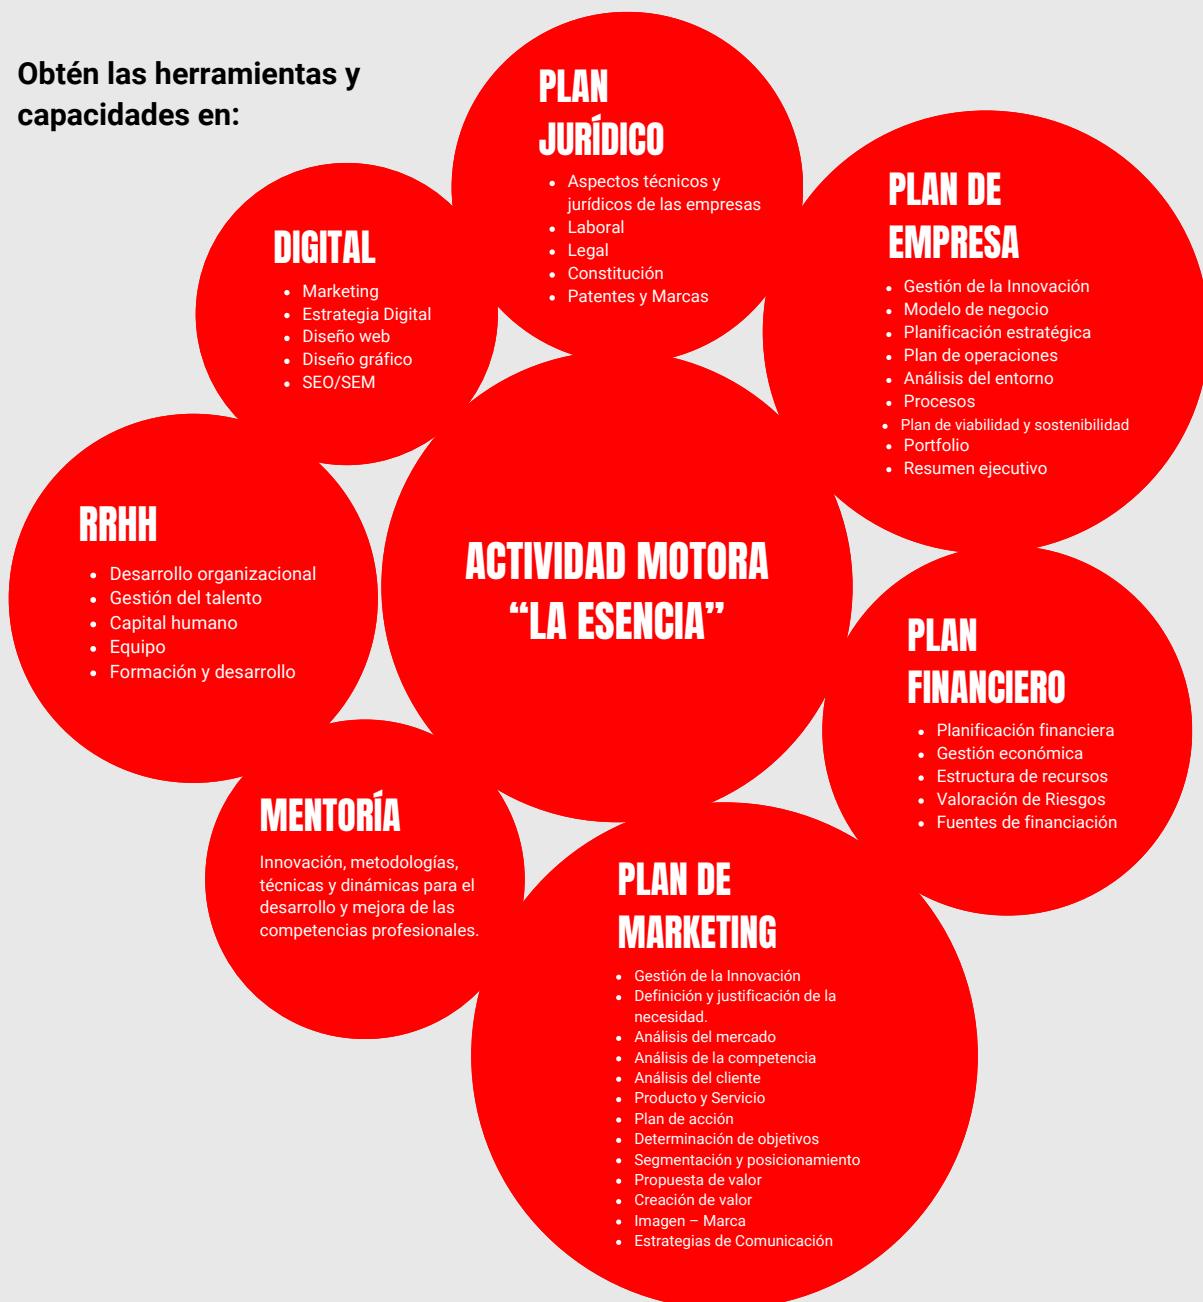 Obtén las herramientas y
capacidades en:
PLAN
JURÍDICO
• Aspectos técnicos y
jurídicos de las empresas
• Laboral
• Legal
• Constitución
• Patentes y Marcas
PLAN DE
EMPRESA
• Gestión de la Innovación
• Modelo de negocio
• Planificación estratégica
• Plan de operaciones
• Análisis del entorno
• Procesos
• Plan de viabilidad y sostenibilidad
• Portfolio
• Resumen ejecutivo
DIGITAL
• Marketing
• Estrategia Digital
• Diseño web
• Diseño gráfico
• SEO/SEM
RRHH
• Desarrollo organizacional
• Gestión del talento
• Capital humano
• Equipo
• Formación y desarrollo
ACTIVIDAD MOTORA
“LA ESENCIA”
PLAN
FINANCIERO
• Planificación financiera
• Gestión económica
• Estructura de recursos
• Valoración de Riesgos
• Fuentes de financiación
MENTORÍA
Innovación, metodologías,
técnicas y dinámicas para el
desarrollo y mejora de las
competencias profesionales.
PLAN DE
MARKETING
• Gestión de la Innovación
• Definición y justificación de la
necesidad.
• Análisis del mercado
• Análisis de la competencia
• Análisis del cliente
• Producto y Servicio
• Plan de acción
• Determinación de objetivos
• Segmentación y posicionamiento
• Propuesta de valor
• Creación de valor
• Imagen – Marca
• Estrategias de Comunicación